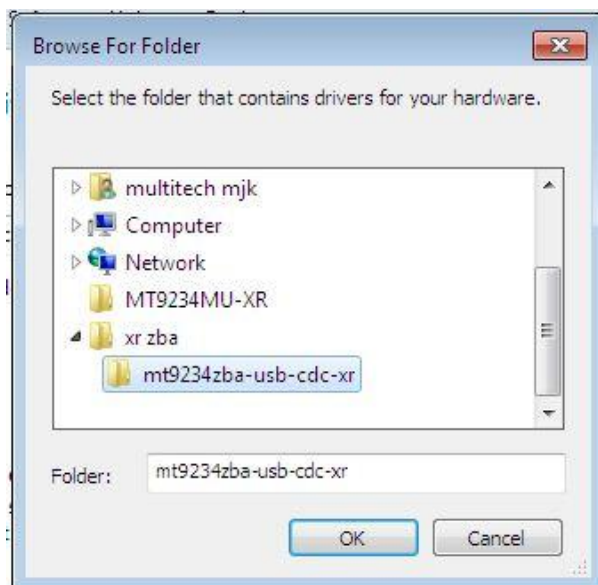 Browse For Folder
Select the folder that contains drivers for your hardware.
multitech mjk
Computer
Network
MT9234MU-XR
xr zba
mt9234zba-usb-cdc-xr
Folder: mt9234zba-usb-cdc-xr
OK Cancel